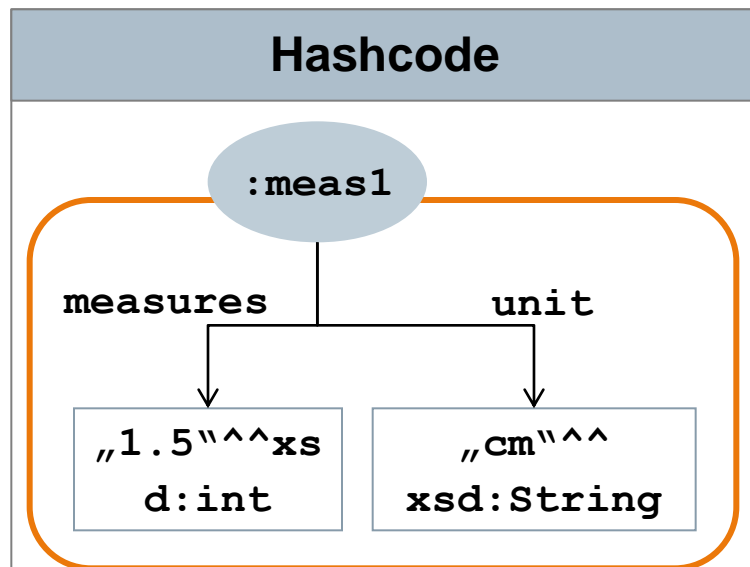 Hashcode
:meas1
measures
unit
„1.5“^^xs
d:int
„cm“^^
xsd:String